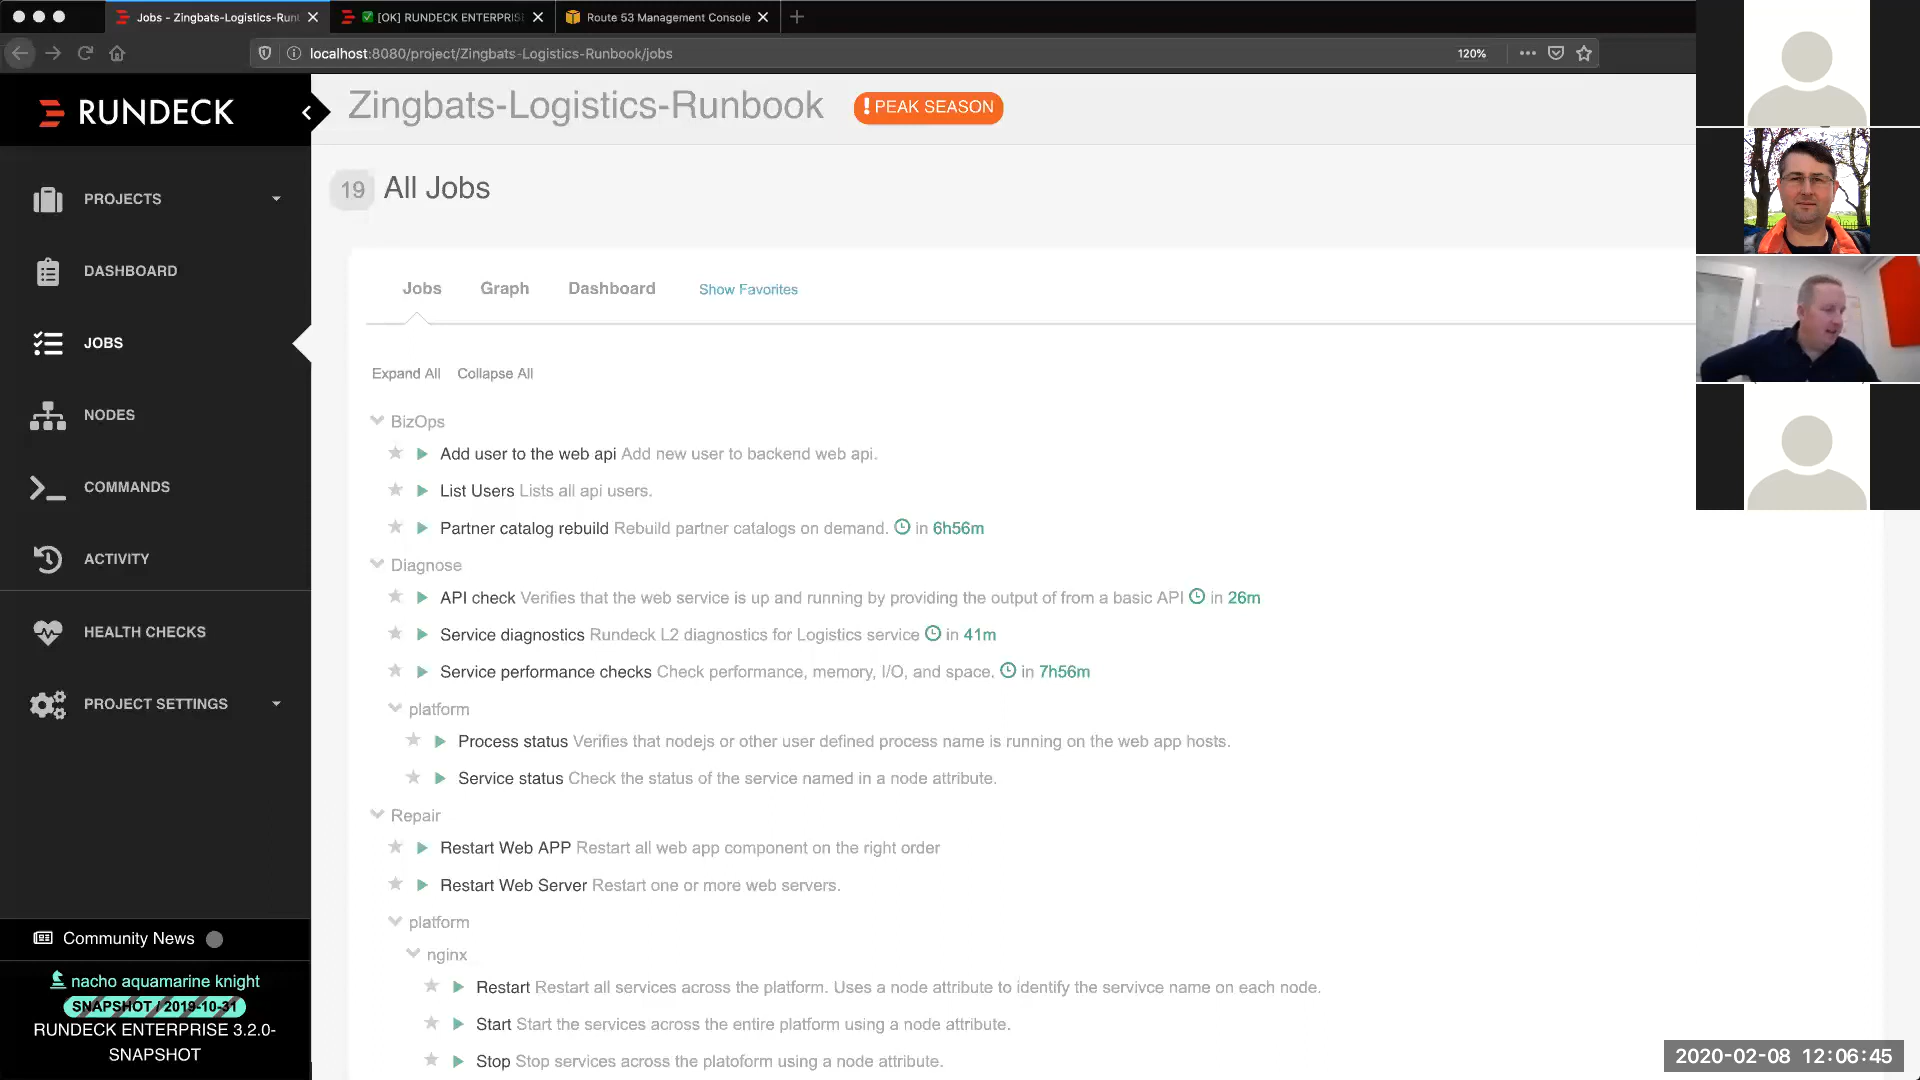 Jobs - Zingbats-Logistics-Runb
[OK] RUNDECK ENTERPRISE
Route 53 Management Console
localhost:8080/project/Zingbats-Logistics-Runbook/jobs
120%
RUNDECK
Zingbats-Logistics-Runbook
! PEAK SEASON
PROJECTS
DASHBOARD
JOBS
NODES
COMMANDS
ACTIVITY
HEALTH CHECKS
PROJECT SETTINGS
Community News
nacho aquamarine knight
SNAPSHOT / 2019-10-31
RUNDECK ENTERPRISE 3.2.0-
SNAPSHOT
19 All Jobs
Jobs Graph Dashboard Show Favorites
Expand All Collapse All
BizOps
Add user to the web api Add new user to backend web api.
List Users Lists all api users.
Partner catalog rebuild Rebuild partner catalogs on demand. in 6h56m
Diagnose
API check Verifies that the web service is up and running by providing the output of from a basic API in 26m
Service diagnostics Rundeck L2 diagnostics for Logistics service in 41m
Service performance checks Check performance, memory, I/O, and space. in 7h56m
platform
Process status Verifies that nodejs or other user defined process name is running on the web app hosts.
Service status Check the status of the service named in a node attribute.
Repair
Restart Web APP Restart all web app component on the right order
Restart Web Server Restart one or more web servers.
platform
nginx
Restart Restart all services across the platform. Uses a node attribute to identify the servivce name on each node.
Start Start the services across the entire platform using a node attribute.
Stop Stop services across the platoform using a node attribute.
2020-02-08 12:06:45